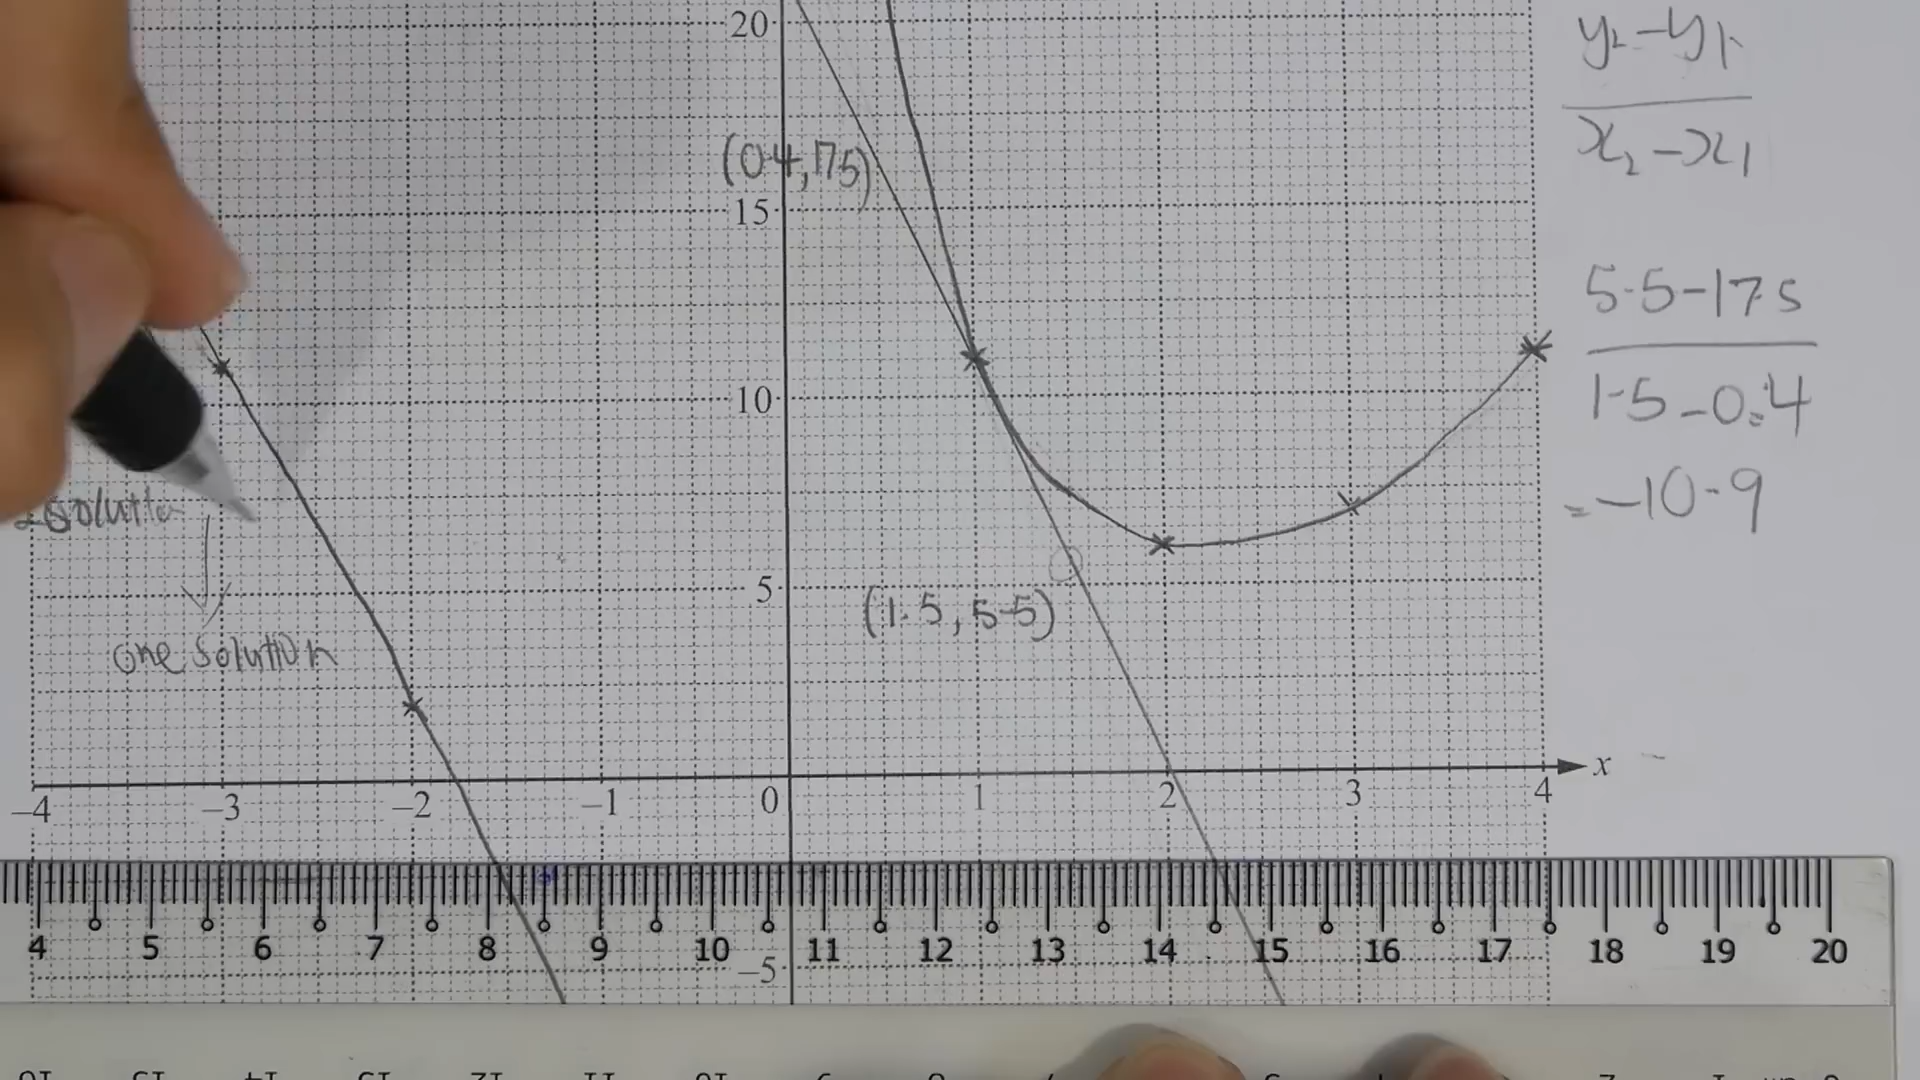 20
y₂-y₁
x₂-x₁
(0.4,17.5)
15
5.5-17.5
1.5-0.4
10
=-10.9
5
(1.5, 5.5)
one solution
x
-4 -3 -2 -1 0 1 2 3 4
4 5 6 7 8 9 10 11 12 13 14 15 16 17 18 19 20
-5